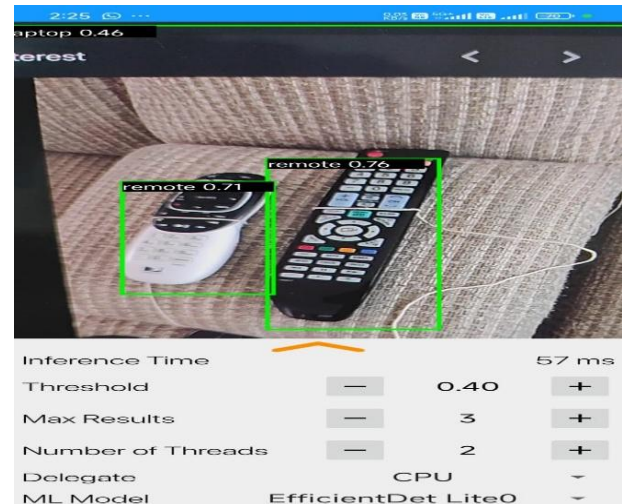 2:25
aptop 0.46
terest
< >
remote 0.76
remote 0.71
Inference Time 57 ms
Threshold — 0.40 +
Max Results — 3 +
Number of Threads — 2 +
Delegate CPU
ML Model EfficientDet Lite0